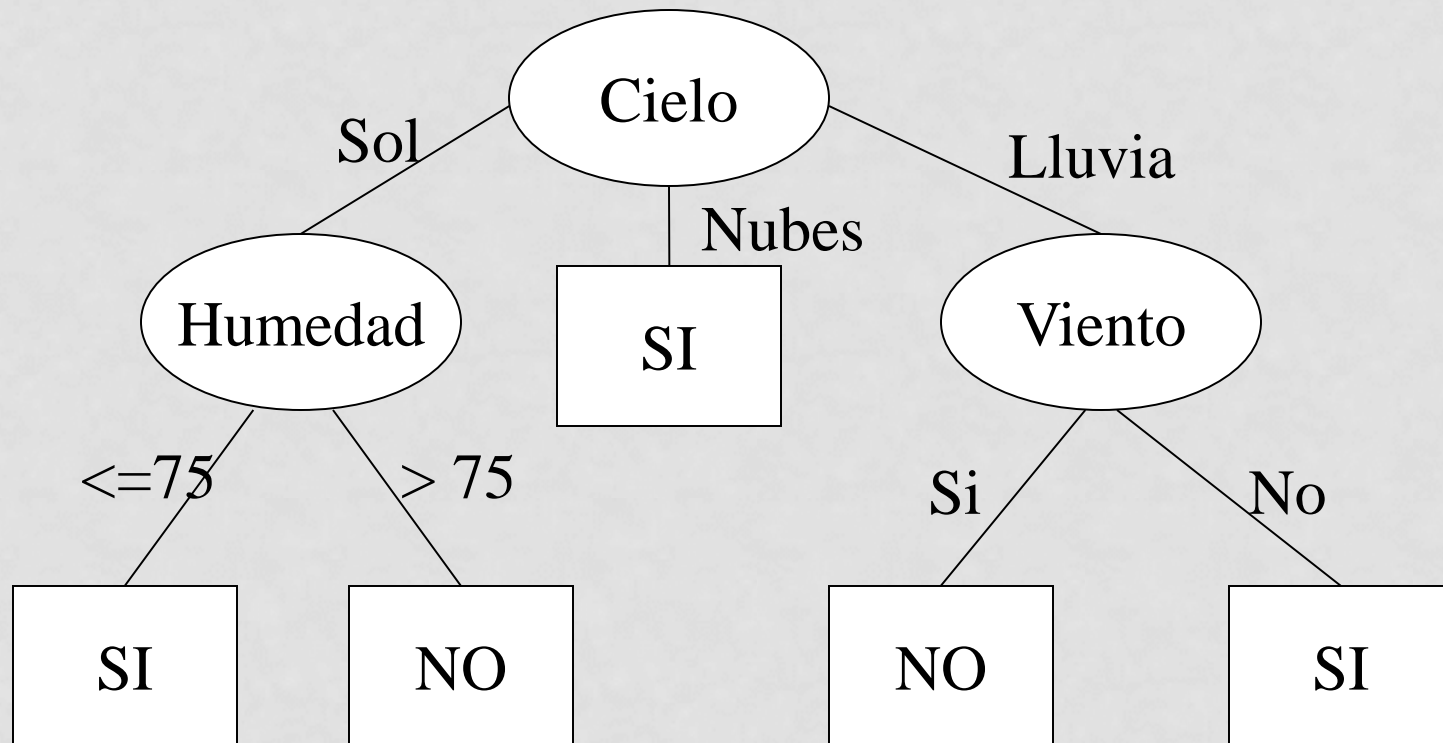 Cielo
Sol
Lluvia
Nubes
Humedad
SI
Viento
<=75
> 75
Si
No
SI
NO
NO
SI